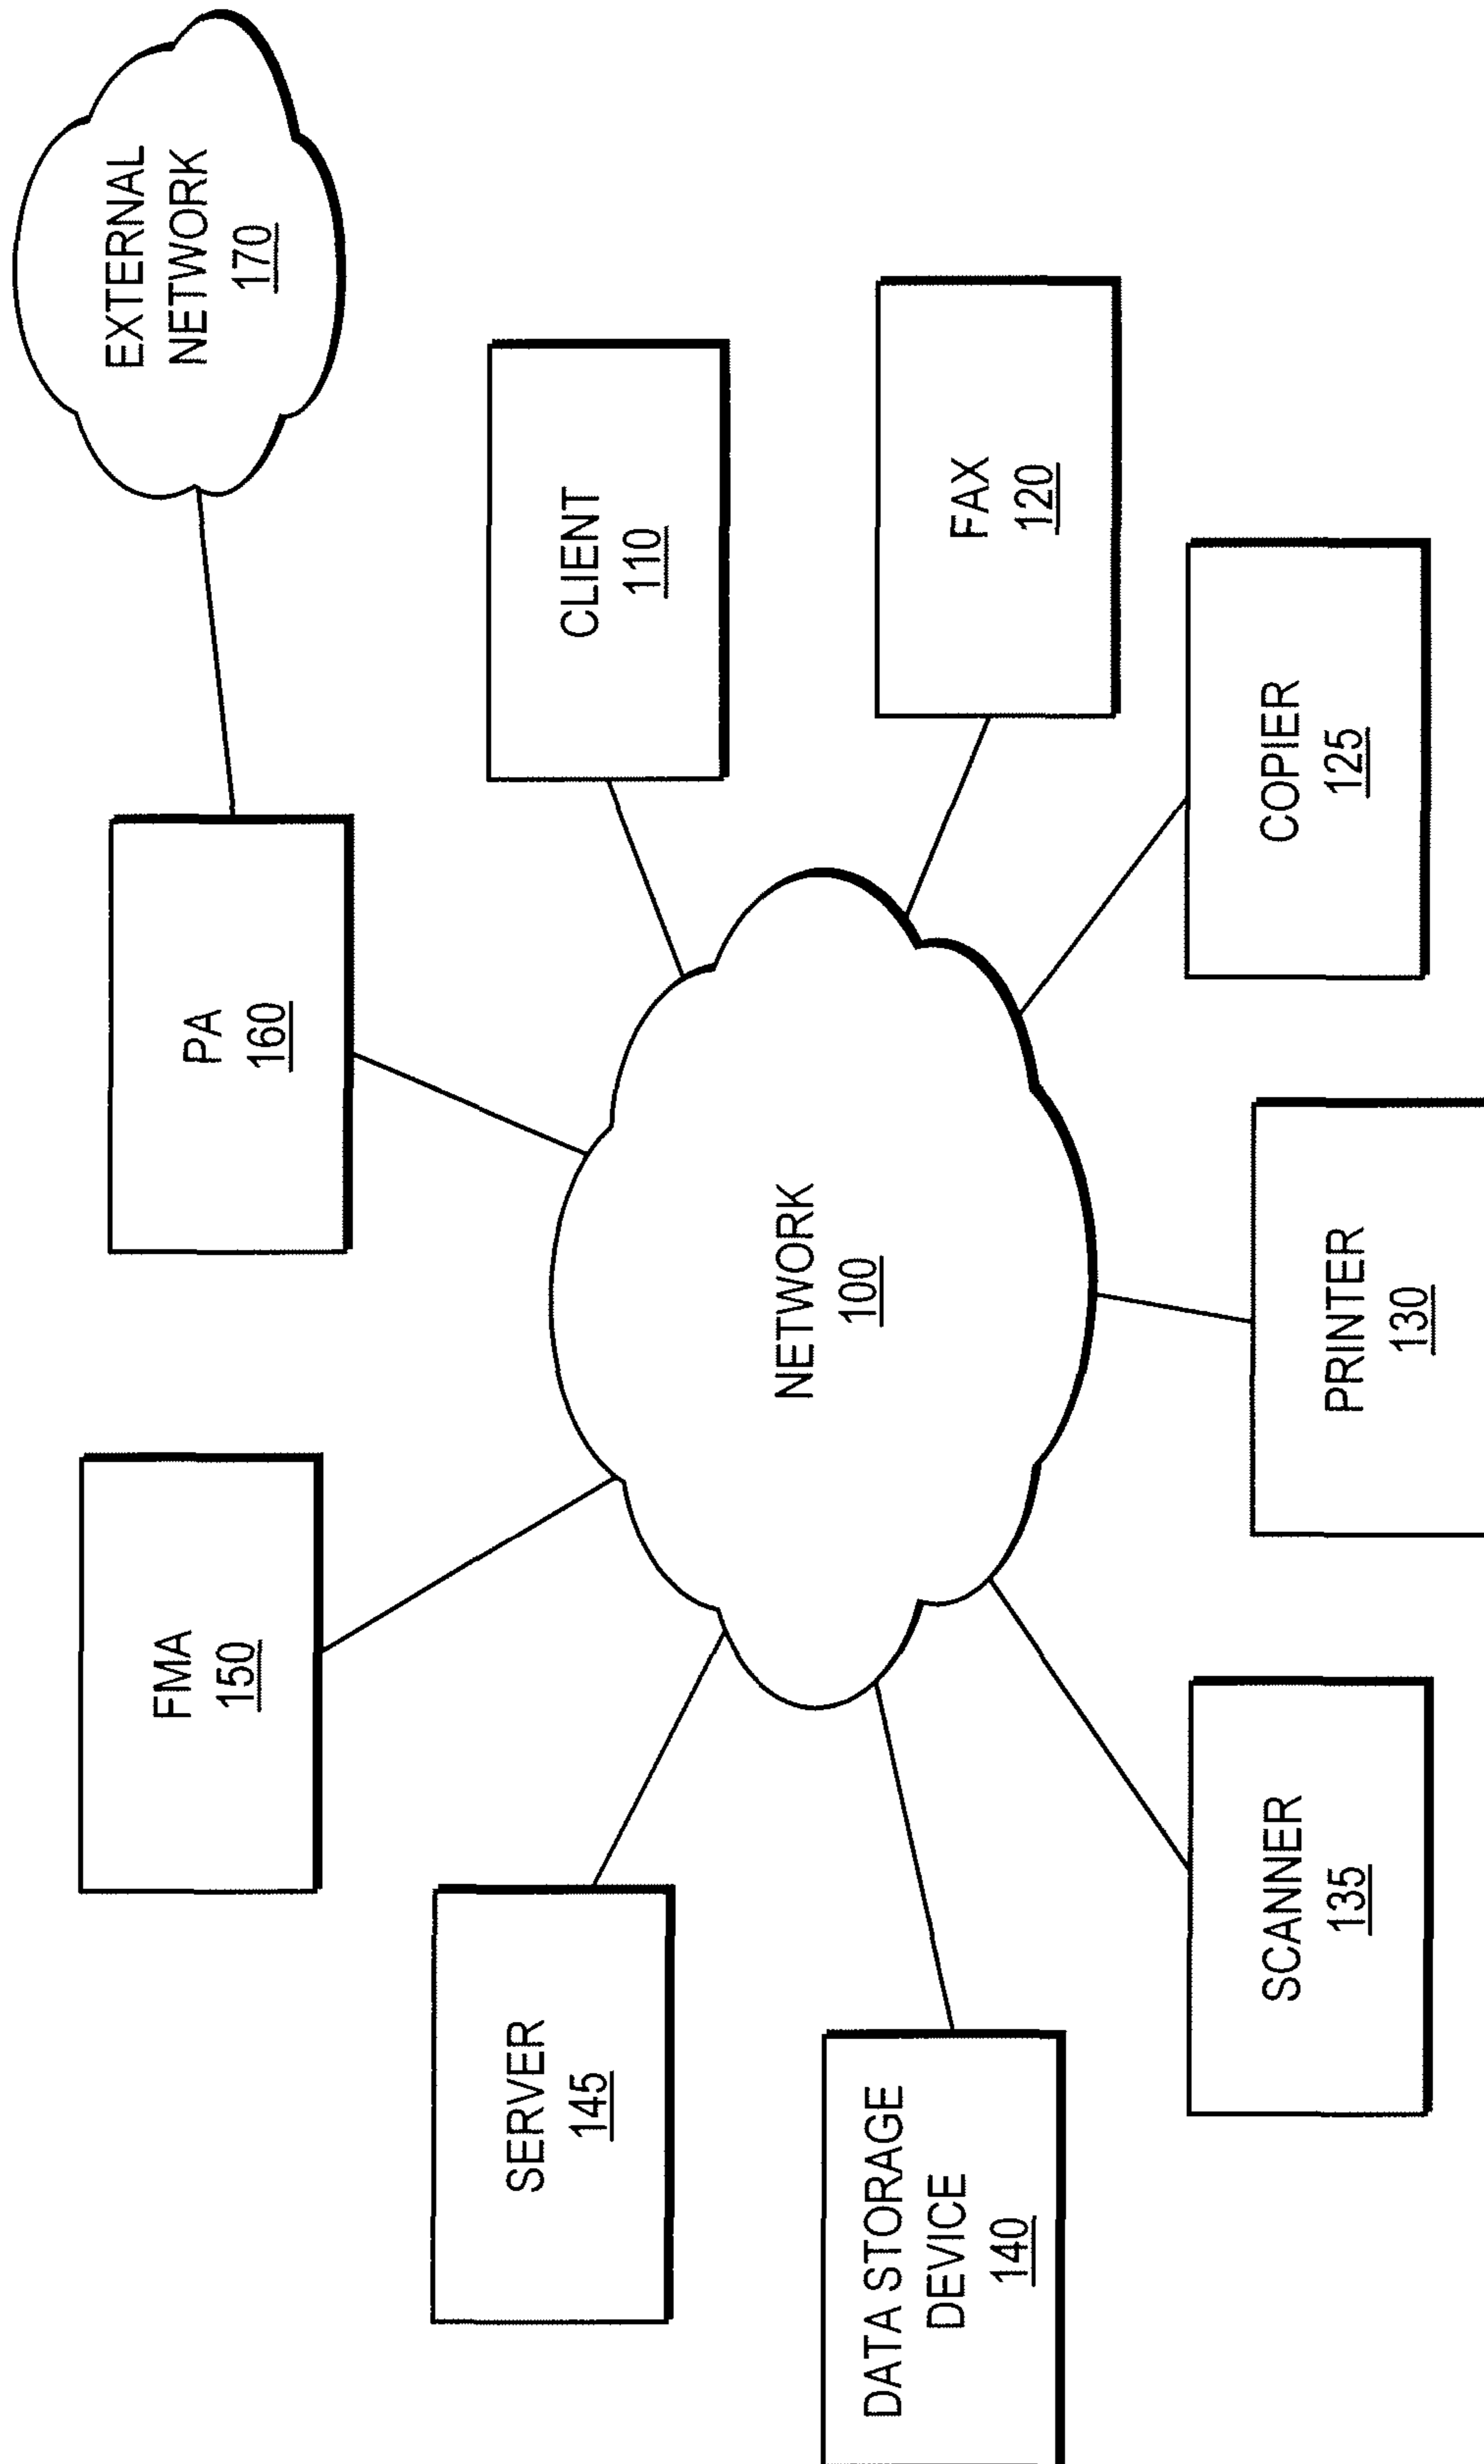 EXTERNAL
NETWORK
170
PA
160
FMA
150
CLIENT
110
SERVER
145
NETWORK
100
FAX
120
DATA STORAGE
DEVICE
140
COPIER
125
PRINTER
130
SCANNER
135